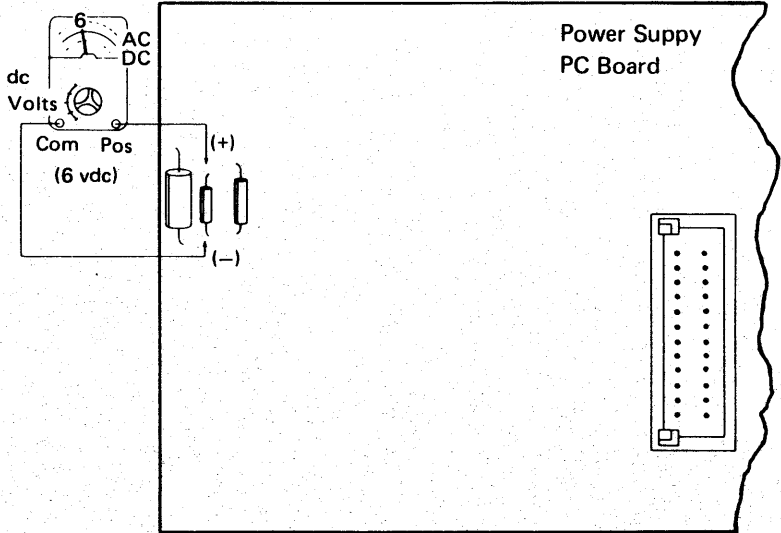 6
AC
DC
dc
Volts
Com Pos
(6 vdc)
(+)
(—)
Power Suppy
PC Board